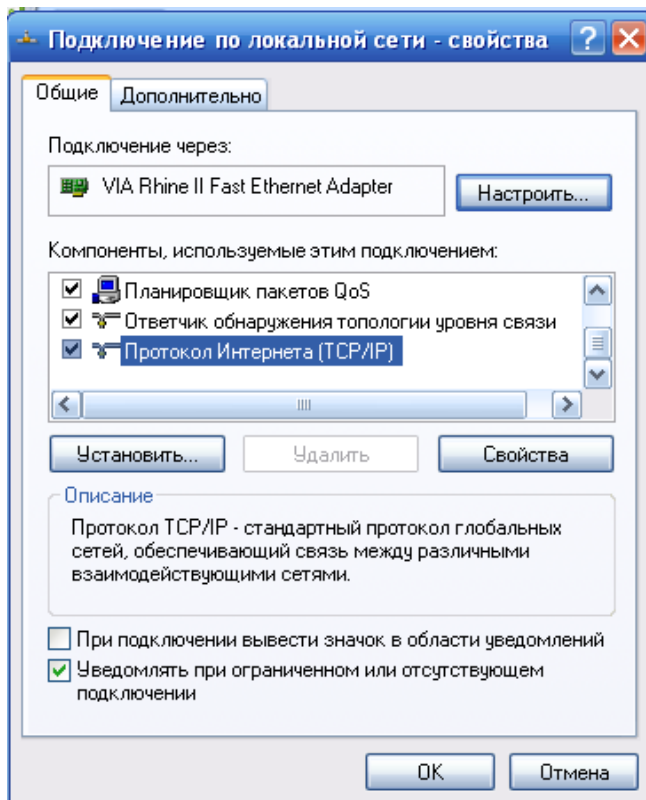 Подключение по локальной сети - свойства
Общие
Дополнительно
Подключение через:
VIA Rhine II Fast Ethernet Adapter
Настроить...
Компоненты, используемые этим подключением:
Планировщик пакетов QoS
Ответчик обнаружения топологии уровня связи
Протокол Интернета (TCP/IP)
Установить...
Удалить
Свойства
Описание
Протокол TCP/IP - стандартный протокол глобальных
сетей, обеспечивающий связь между различными
взаимодействующими сетями.
При подключении вывести значок в области уведомлений
Уведомлять при ограниченном или отсутствующем
подключении
OK
Отмена